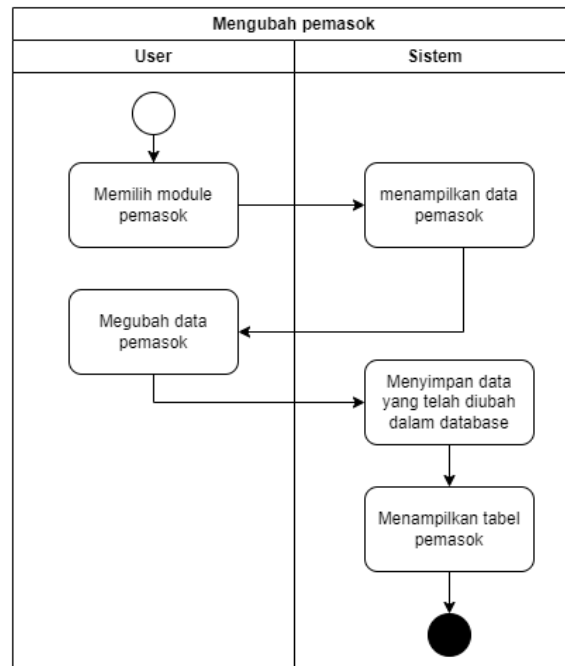 Mengubah pemasok
User
Sistem
Memilih module
pemasok
menampilkan data
pemasok
Megubah data
pemasok
Menyimpan data
yang telah diubah
dalam database
Menampilkan tabel
pemasok